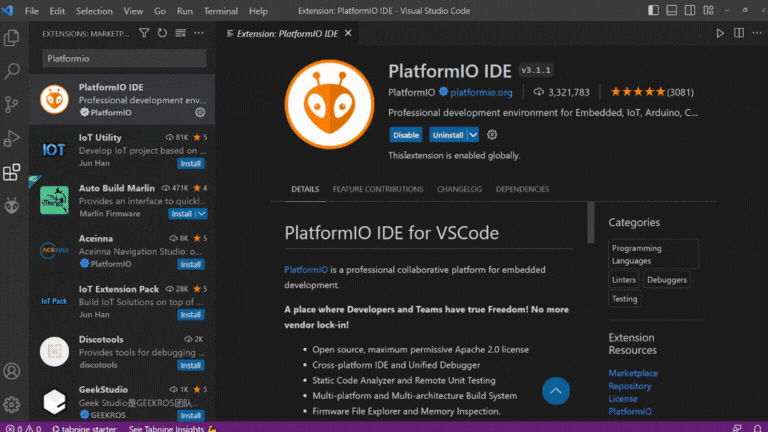 File Edit Selection View Go Run Terminal Help
Extension: PlatformIO IDE - Visual Studio Code
EXTENSIONS: MARKETP...
Platformio
PlatformIO IDE
Professional development env...
PlatformIO
IoT Utility 81K 5
Develop IoT project based on ...
Jun Han Install
Auto Build Marlin 471K 4
Provides an interface to quickl...
Marlin Firmware Install
Aceinna 8K 5
Aceinna Navigation Studio: o...
PlatformIO Install
IoT Extension Pack 28K 5
Build IoT Solutions on top of ...
Jun Han Install
Discotools 2K
Provides tools for debugging ...
discotools Install
GeekStudio 1K 5
Geek Studio是GEEKROS团队...
GEEKROS Install
IOT
ACEINNA
IoT Pack
Extension: PlatformIO IDE
PlatformIO IDE v3.1.1
PlatformIO platformio.org 3,321,783 (3081)
Professional development environment for Embedded, IoT, Arduino, C...
Disable Uninstall
This extension is enabled globally.
DETAILS FEATURE CONTRIBUTIONS CHANGELOG DEPENDENCIES
PlatformIO IDE for VSCode
PlatformIO is a professional collaborative platform for embedded
development.
A place where Developers and Teams have true Freedom! No more
vendor lock-in!
• Open source, maximum permissive Apache 2.0 license
• Cross-platform IDE and Unified Debugger
• Static Code Analyzer and Remote Unit Testing
• Multi-platform and Multi-architecture Build System
• Firmware File Explorer and Memory Inspection.
Categories
Programming
Languages
Linters Debuggers
Testing
Extension
Resources
Marketplace
Repository
License
PlatformIO
0 0 tabnine starter: See Tabnine Insights